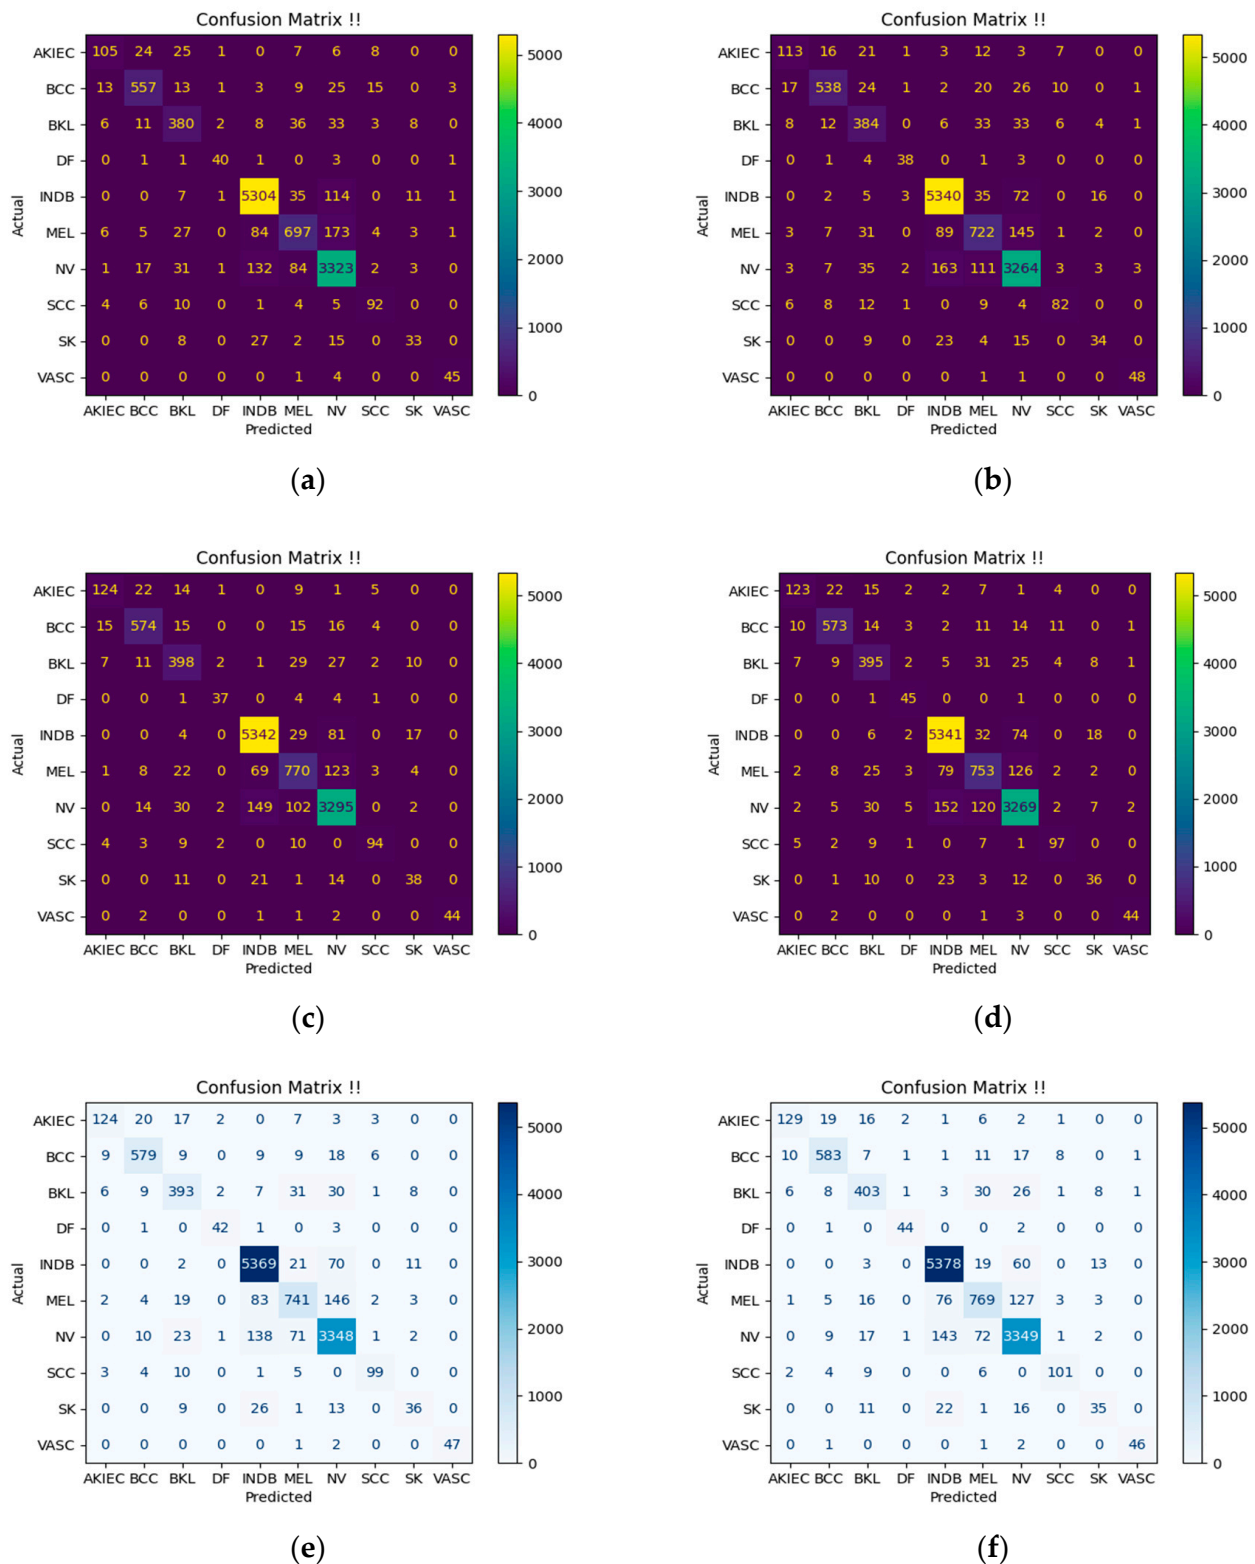 Confusion Matrix !!
AKIEC 105 24 25 1 0 7 6 8 0 0
BCC 13 557 13 1 3 9 25 15 0 3
BKL 6 11 380 2 8 36 33 3 8 0
DF 0 1 1 40 1 0 3 0 0 1
INDB 0 0 7 1 5304 35 114 0 11 1
MEL 6 5 27 0 84 697 173 4 3 1
NV 1 17 31 1 132 84 3323 2 3 0
SCC 4 6 10 0 1 4 5 92 0 0
SK 0 0 8 0 27 2 15 0 33 0
VASC 0 0 0 0 0 1 4 0 0 45
AKIEC BCC BKL DF INDB MEL NV SCC SK VASC
Predicted
Actual
5000
4000
3000
2000
1000
0
(a)
Confusion Matrix !!
AKIEC 113 16 21 1 3 12 3 7 0 0
BCC 17 538 24 1 2 20 26 10 0 1
BKL 8 12 384 0 6 33 33 6 4 1
DF 0 1 4 38 0 1 3 0 0 0
INDB 0 2 5 3 5340 35 72 0 16 0
MEL 3 7 31 0 89 722 145 1 2 0
NV 3 7 35 2 163 111 3264 3 3 3
SCC 6 8 12 1 0 9 4 82 0 0
SK 0 0 9 0 23 4 15 0 34 0
VASC 0 0 0 0 0 1 1 0 0 48
AKIEC BCC BKL DF INDB MEL NV SCC SK VASC
Predicted
Actual
5000
4000
3000
2000
1000
0
(b)
Confusion Matrix !!
AKIEC 124 22 14 1 0 9 1 5 0 0
BCC 15 574 15 0 0 15 16 4 0 0
BKL 7 11 398 2 1 29 27 2 10 0
DF 0 0 1 37 0 4 4 1 0 0
INDB 0 0 4 0 5342 29 81 0 17 0
MEL 1 8 22 0 69 770 123 3 4 0
NV 0 14 30 2 149 102 3295 0 2 0
SCC 4 3 9 2 0 10 0 94 0 0
SK 0 0 11 0 21 1 14 0 38 0
VASC 0 2 0 0 1 1 2 0 0 44
AKIEC BCC BKL DF INDB MEL NV SCC SK VASC
Predicted
Actual
5000
4000
3000
2000
1000
0
(c)
Confusion Matrix !!
AKIEC 123 22 15 2 2 7 1 4 0 0
BCC 10 573 14 3 2 11 14 11 0 1
BKL 7 9 395 2 5 31 25 4 8 1
DF 0 0 1 45 0 0 1 0 0 0
INDB 0 0 6 2 5341 32 74 0 18 0
MEL 2 8 25 3 79 753 126 2 2 0
NV 2 5 30 5 152 120 3269 2 7 2
SCC 5 2 9 1 0 7 1 97 0 0
SK 0 1 10 0 23 3 12 0 36 0
VASC 0 2 0 0 0 1 3 0 0 44
AKIEC BCC BKL DF INDB MEL NV SCC SK VASC
Predicted
Actual
5000
4000
3000
2000
1000
0
(d)
Confusion Matrix !!
AKIEC 124 20 17 2 0 7 3 3 0 0
BCC 9 579 9 0 9 9 18 6 0 0
BKL 6 9 393 2 7 31 30 1 8 0
DF 0 1 0 42 1 0 3 0 0 0
INDB 0 0 2 0 5369 21 70 0 11 0
MEL 2 4 19 0 83 741 146 2 3 0
NV 0 10 23 1 138 71 3348 1 2 0
SCC 3 4 10 0 1 5 0 99 0 0
SK 0 0 9 0 26 1 13 0 36 0
VASC 0 0 0 0 0 1 2 0 0 47
AKIEC BCC BKL DF INDB MEL NV SCC SK VASC
Predicted
Actual
5000
4000
3000
2000
1000
0
(e)
Confusion Matrix !!
AKIEC 129 19 16 2 1 6 2 1 0 0
BCC 10 583 7 1 1 11 17 8 0 1
BKL 6 8 403 1 3 30 26 1 8 1
DF 0 1 0 44 0 0 2 0 0 0
INDB 0 0 3 0 5378 19 60 0 13 0
MEL 1 5 16 0 76 769 127 3 3 0
NV 0 9 17 1 143 72 3349 1 2 0
SCC 2 4 9 0 0 6 0 101 0 0
SK 0 0 11 0 22 1 16 0 35 0
VASC 0 1 0 0 0 1 2 0 0 46
AKIEC BCC BKL DF INDB MEL NV SCC SK VASC
Predicted
Actual
5000
4000
3000
2000
1000
0
(f)